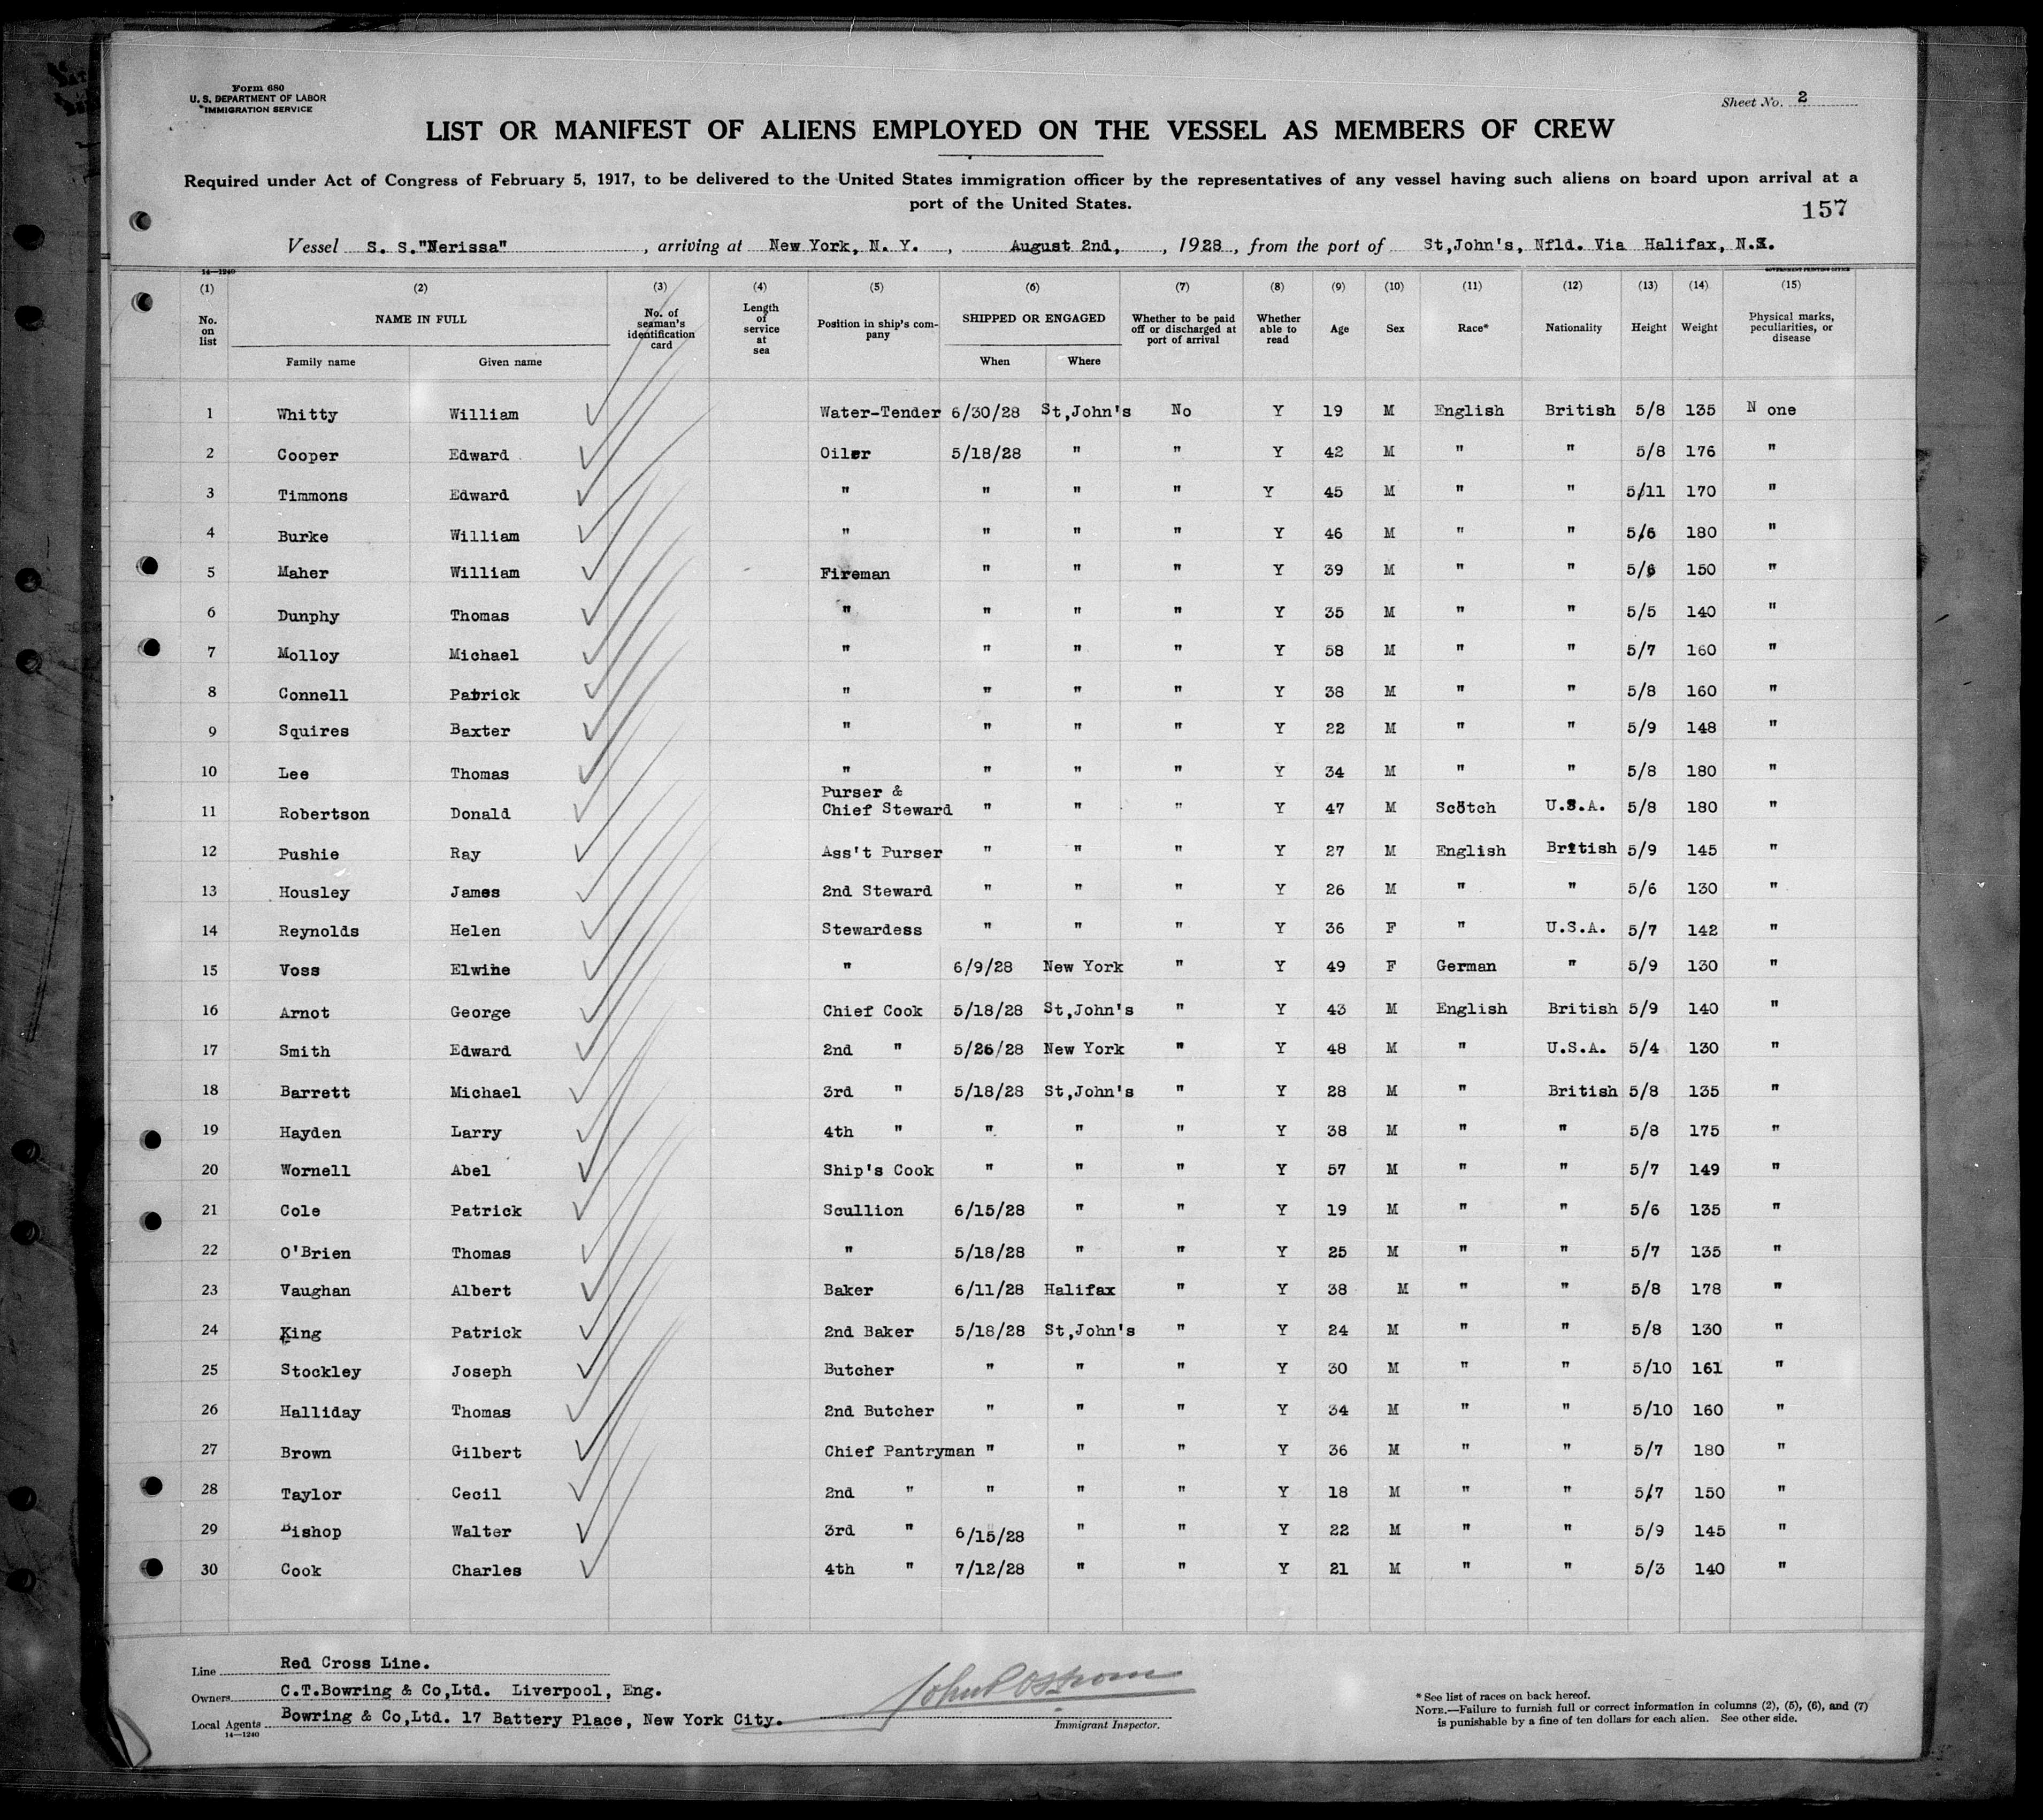 Form 680
U. S. DEPARTMENT OF LABOR
IMMIGRATION SERVICE
Sheet No. 2
LIST OR MANIFEST OF ALIENS EMPLOYED ON THE VESSEL AS MEMBERS OF CREW
Required under Act of Congress of February 5, 1917, to be delivered to the United States immigration officer by the representatives of any vessel having such aliens on board upon arrival at a
port of the United States.
157
Vessel S. S."Nerissa", arriving at New York, N. Y., August 2nd, , 1928, from the port of St,John's, Nfld. Via Halifax, N.S.
14—1240 GOVERNMENT PRINTING OFFICE
(1) (2) (3) (4) (5) (6) (7) (8) (9) (10) (11) (12) (13) (14) (15)
No. on list NAME IN FULL No. of seaman's identification card Length of service at sea Position in ship's company SHIPPED OR ENGAGED Whether to be paid off or discharged at port of arrival Whether able to read Age Sex Race* Nationality Height Weight Physical marks, peculiarities, or disease
Family name Given name When Where
1 Whitty William Water-Tender 6/30/28 St,John's No Y 19 M English British 5/8 135 N one
2 Cooper Edward Oiler 5/18/28 " " Y 42 M " " 5/8 176 "
3 Timmons Edward " " " " Y 45 M " " 5/11 170 "
4 Burke William " " " " Y 46 M " " 5/6 180 "
5 Maher William Fireman " " " Y 39 M " " 5/6 150 "
6 Dunphy Thomas " " " " Y 35 M " " 5/5 140 "
7 Molloy Michael " " " " Y 58 M " " 5/7 160 "
8 Connell Patrick " " " " Y 38 M " " 5/8 160 "
9 Squires Baxter " " " " Y 22 M " " 5/9 148 "
10 Lee Thomas " " " " Y 34 M " " 5/8 180 "
11 Robertson Donald Purser & Chief Steward " " " Y 47 M Scotch U.S.A. 5/8 180 "
12 Pushie Ray Ass't Purser " " " Y 27 M English British 5/9 145 "
13 Housley James 2nd Steward " " " Y 26 M " " 5/6 130 "
14 Reynolds Helen Stewardess " " " Y 36 F " U.S.A. 5/7 142 "
15 Voss Elwine " 6/9/28 New York " Y 49 F German " 5/9 130 "
16 Arnot George Chief Cook 5/18/28 St,John's " Y 43 M English British 5/9 140 "
17 Smith Edward 2nd " 5/26/28 New York " Y 48 M " U.S.A. 5/4 130 "
18 Barrett Michael 3rd " 5/18/28 St,John's " Y 28 M " British 5/8 135 "
19 Hayden Larry 4th " " " " Y 38 M " " 5/8 175 "
20 Wornell Abel Ship's Cook " " " Y 57 M " " 5/7 149 "
21 Cole Patrick Scullion 6/15/28 " " Y 19 M " " 5/6 135 "
22 O'Brien Thomas " 5/18/28 " " Y 25 M " " 5/7 135 "
23 Vaughan Albert Baker 6/11/28 Halifax " Y 38 M " " 5/8 178 "
24 King Patrick 2nd Baker 5/18/28 St,John's " Y 24 M " " 5/8 130 "
25 Stockley Joseph Butcher " " " Y 30 M " " 5/10 161 "
26 Halliday Thomas 2nd Butcher " " " Y 34 M " " 5/10 160 "
27 Brown Gilbert Chief Pantryman " " " Y 36 M " " 5/7 180 "
28 Taylor Cecil 2nd " " " " Y 18 M " " 5/7 150 "
29 Bishop Walter 3rd " 6/15/28 " " Y 22 M " " 5/9 145 "
30 Cook Charles 4th " 7/12/28 " " Y 21 M " " 5/3 140 "
Line Red Cross Line.
Owners C.T.Bowring & Co,Ltd. Liverpool, Eng.
Local Agents Bowring & Co,Ltd. 17 Battery Place, New York City.
14—1240
Immigrant Inspector.
* See list of races on back hereof.
NOTE.—Failure to furnish full or correct information in columns (2), (5), (6), and (7)
is punishable by a fine of ten dollars for each alien. See other side.